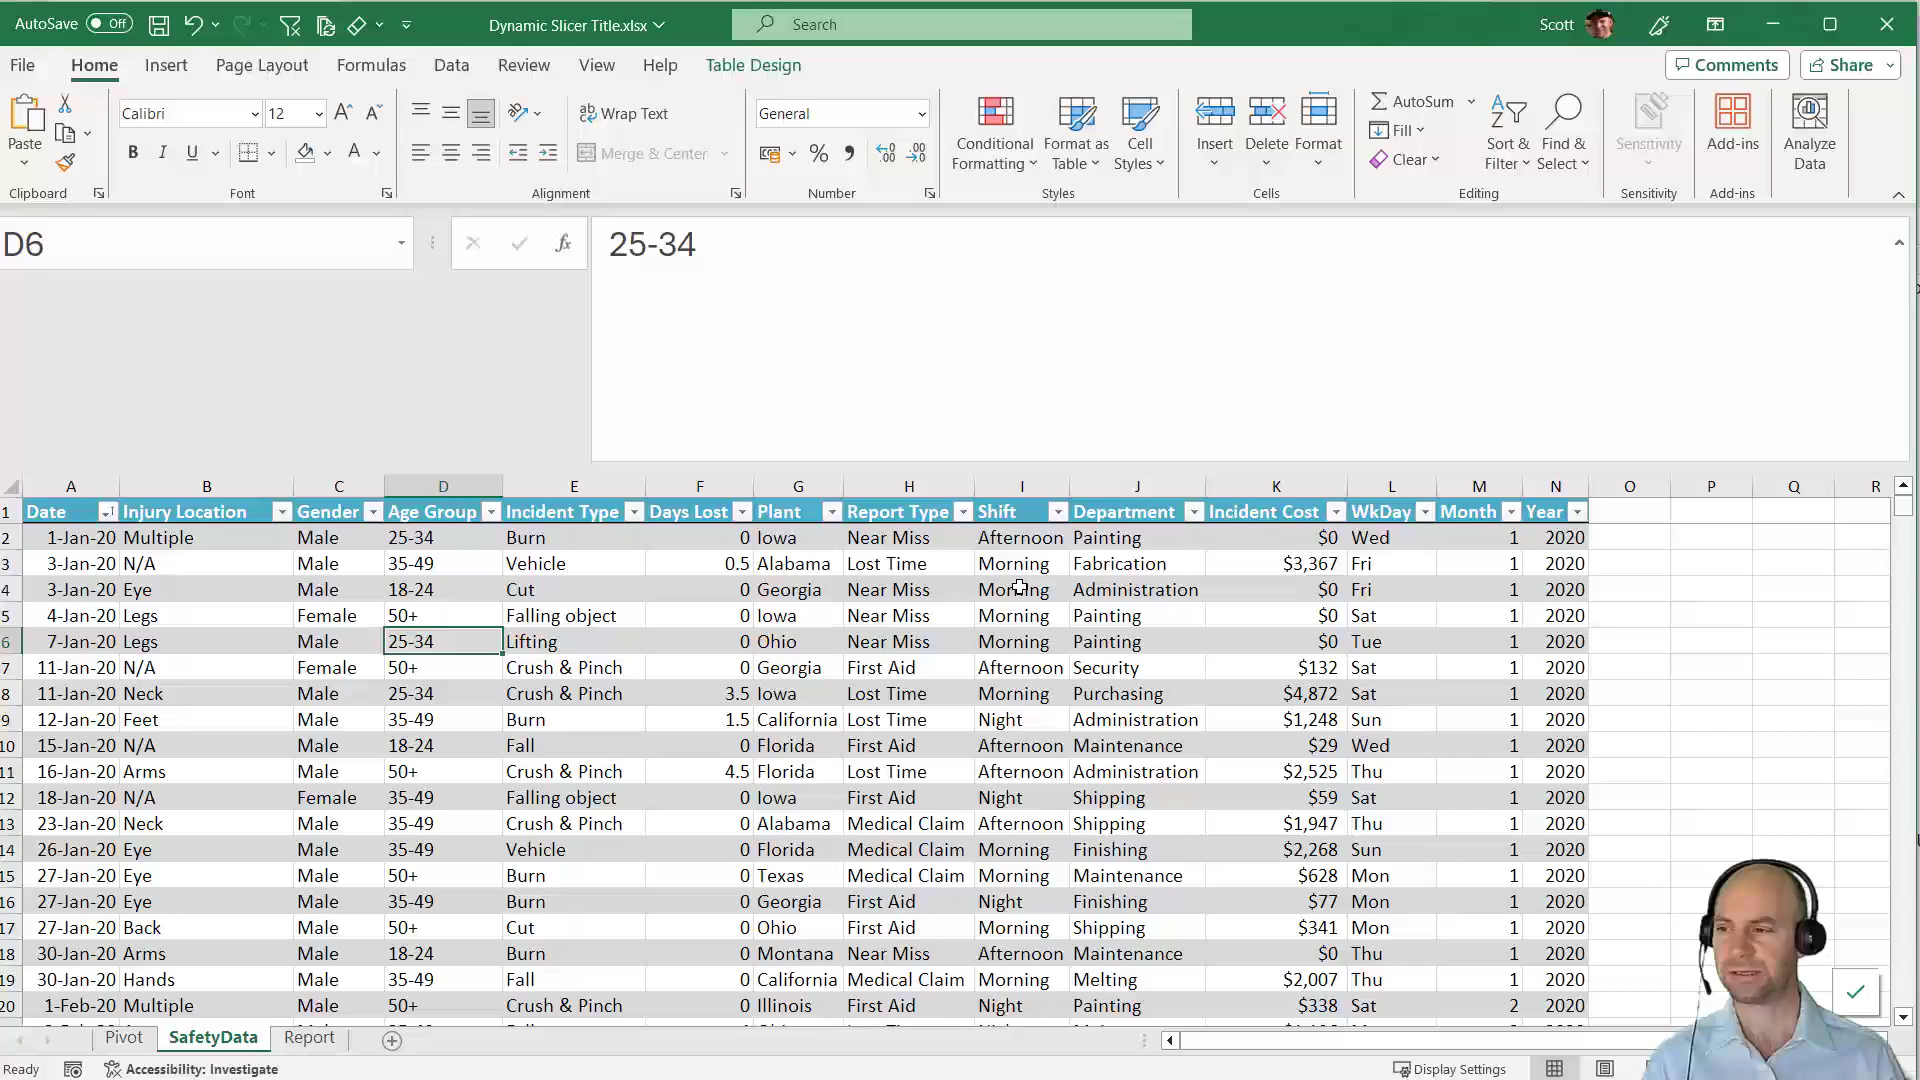 AutoSave Off Dynamic Slicer Title.xlsx Search Scott
File Home Insert Page Layout Formulas Data Review View Help Table Design Comments Share
Paste
Clipboard
Calibri 12
B I U A
Font
Wrap Text
Merge & Center
Alignment
General
%
Number
Conditional Formatting
Format as Table
Cell Styles
Styles
Insert Delete Format
Cells
AutoSum
Fill
Clear
Sort & Filter
Find & Select
Editing
Sensitivity
Sensitivity
Add-ins
Add-ins
Analyze Data
D6 fx 25-34
A B C D E F G H I J K L M N O P Q R
1 Date Injury Location Gender Age Group Incident Type Days Lost Plant Report Type Shift Department Incident Cost WkDay Month Year
2 1-Jan-20 Multiple Male 25-34 Burn 0 Iowa Near Miss Afternoon Painting $0 Wed 1 2020
3 3-Jan-20 N/A Male 35-49 Vehicle 0.5 Alabama Lost Time Morning Fabrication $3,367 Fri 1 2020
4 3-Jan-20 Eye Male 18-24 Cut 0 Georgia Near Miss Morning Administration $0 Fri 1 2020
5 4-Jan-20 Legs Female 50+ Falling object 0 Iowa Near Miss Morning Painting $0 Sat 1 2020
6 7-Jan-20 Legs Male 25-34 Lifting 0 Ohio Near Miss Morning Painting $0 Tue 1 2020
7 11-Jan-20 N/A Female 50+ Crush & Pinch 0 Georgia First Aid Afternoon Security $132 Sat 1 2020
8 11-Jan-20 Neck Male 25-34 Crush & Pinch 3.5 Iowa Lost Time Morning Purchasing $4,872 Sat 1 2020
9 12-Jan-20 Feet Male 35-49 Burn 1.5 California Lost Time Night Administration $1,248 Sun 1 2020
10 15-Jan-20 N/A Male 18-24 Fall 0 Florida First Aid Afternoon Maintenance $29 Wed 1 2020
11 16-Jan-20 Arms Male 50+ Crush & Pinch 4.5 Florida Lost Time Afternoon Administration $2,525 Thu 1 2020
12 18-Jan-20 N/A Female 35-49 Falling object 0 Iowa First Aid Night Shipping $59 Sat 1 2020
13 23-Jan-20 Neck Male 35-49 Crush & Pinch 0 Alabama Medical Claim Afternoon Shipping $1,947 Thu 1 2020
14 26-Jan-20 Eye Male 35-49 Vehicle 0 Florida Medical Claim Morning Finishing $2,268 Sun 1 2020
15 27-Jan-20 Eye Male 50+ Burn 0 Texas Medical Claim Morning Maintenance $628 Mon 1 2020
16 27-Jan-20 Eye Male 35-49 Burn 0 Georgia First Aid Night Finishing $77 Mon 1 2020
17 27-Jan-20 Back Male 50+ Cut 0 Ohio First Aid Morning Shipping $341 Mon 1 2020
18 30-Jan-20 Arms Male 18-24 Burn 0 Montana Near Miss Afternoon Maintenance $0 Thu 1 2020
19 30-Jan-20 Hands Male 35-49 Fall 0 California Medical Claim Morning Melting $2,007 Thu 1 2020
20 1-Feb-20 Multiple Male 50+ Crush & Pinch 0 Illinois First Aid Night Painting $338 Sat 2 2020
Pivot SafetyData Report
Ready Accessibility: Investigate Display Settings